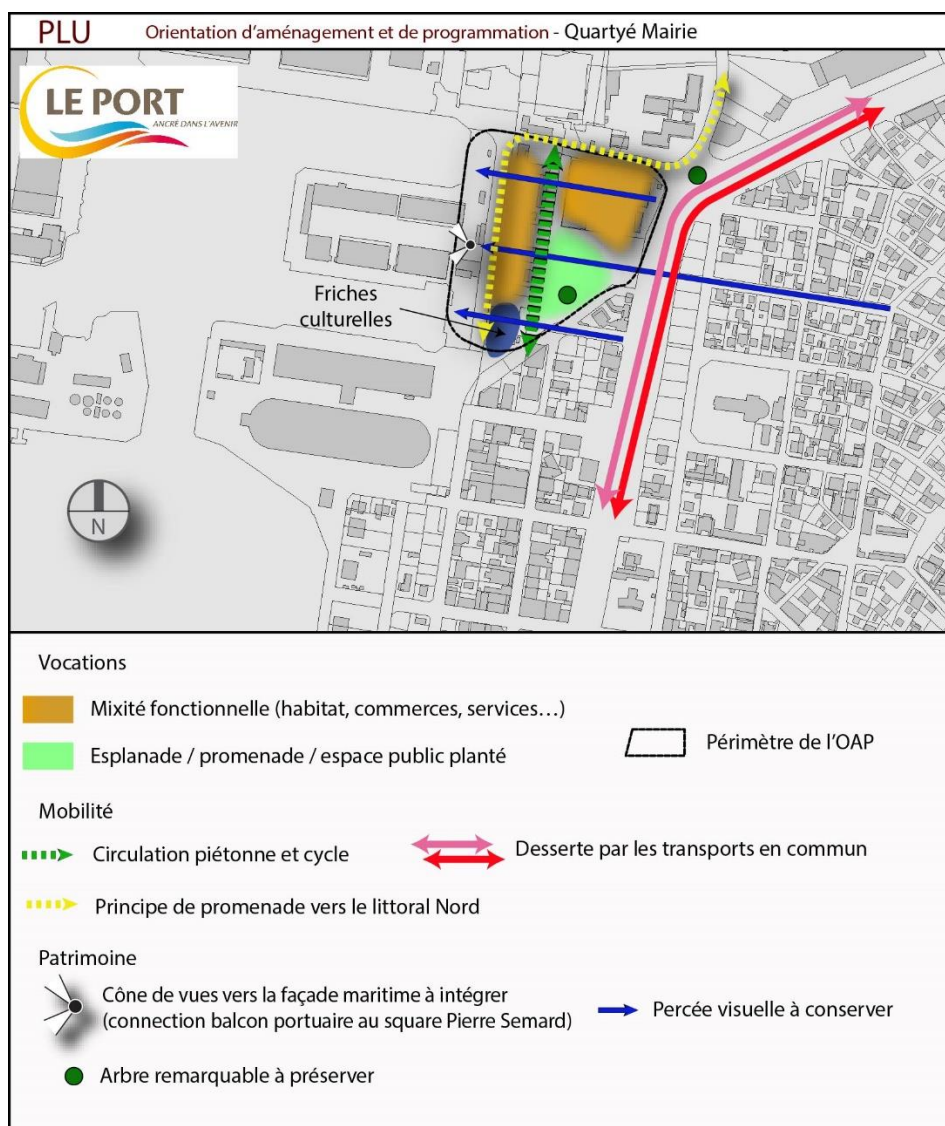 PLU Orientation d'aménagement et de programmation - Quartyé Mairie
LE PORT
ANCRÉ DANS L'AVENIR
Friches
culturelles
N
Vocations
Mixité fonctionnelle (habitat, commerces, services…)
Esplanade / promenade / espace public planté
Périmètre de l'OAP
Mobilité
Circulation piétonne et cycle
Desserte par les transports en commun
Principe de promenade vers le littoral Nord
Patrimoine
Cône de vues vers la façade maritime à intégrer
(connection balcon portuaire au square Pierre Semard)
Percée visuelle à conserver
Arbre remarquable à préserver